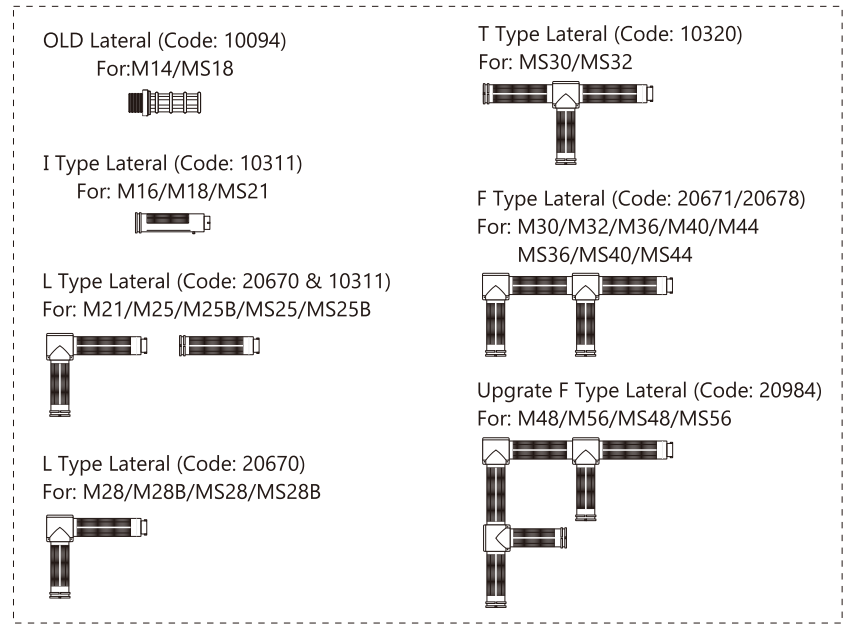 OLD Lateral (Code: 10094)
For:M14/MS18
I Type Lateral (Code: 10311)
For: M16/M18/MS21
L Type Lateral (Code: 20670 & 10311)
For: M21/M25/M25B/MS25/MS25B
L Type Lateral (Code: 20670)
For: M28/M28B/MS28/MS28B
T Type Lateral (Code: 10320)
For: MS30/MS32
F Type Lateral (Code: 20671/20678)
For: M30/M32/M36/M40/M44
MS36/MS40/MS44
Upgrate F Type Lateral (Code: 20984)
For: M48/M56/MS48/MS56